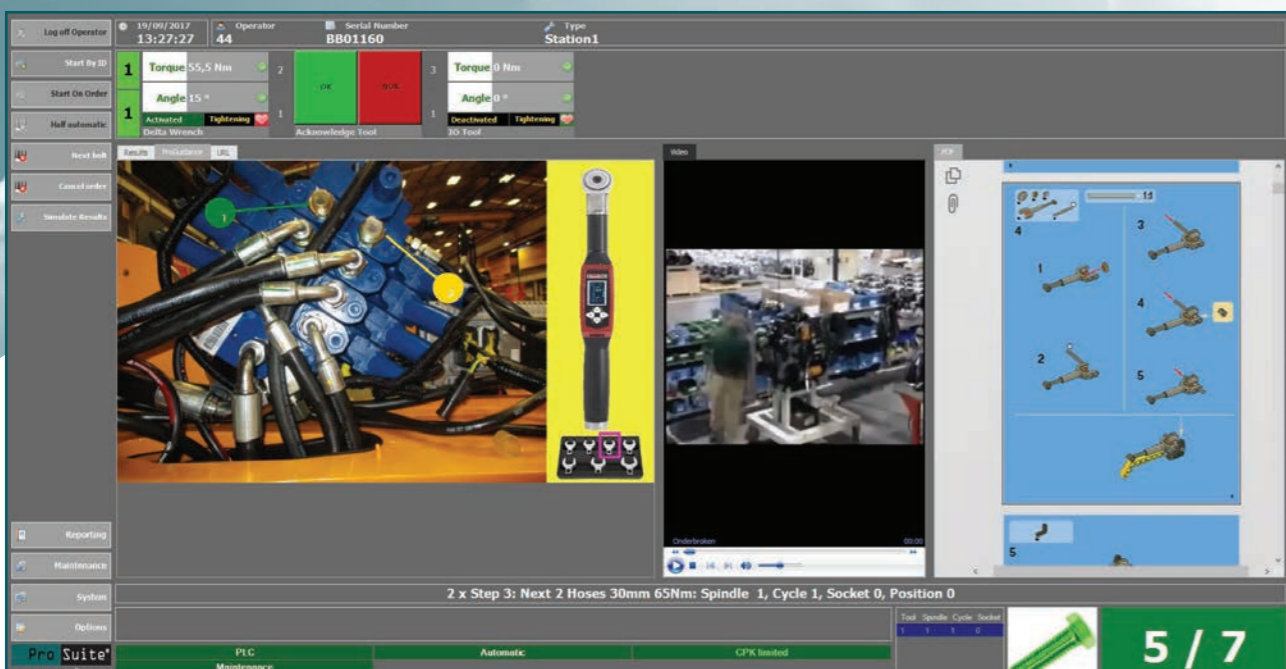 Log off Operator
19/09/2017
13:27:27
Operator
44
Serial Number
BB01160
Type
Station1
Start By ID
Start On Order
Half automatic
Next bolt
Cancel order
Simulate Results
1
Torque 55,5 Nm
1
Angle 15 °
Activated Tightening
Delta Wrench
2
OK
NOK
1
Acknowledge Tool
3
Torque 0 Nm
1
Angle 0 °
Deactivated Tightening
IO Tool
Results ProGuidance URL
1
2
Video
Onderbroken 00:00
PDF
1:1
4
1
2
3
4
5
5
Reporting
Maintenance
System
Options
Pro Suite
2 x Step 3: Next 2 Hoses 30mm 65Nm: Spindle 1, Cycle 1, Socket 0, Position 0
Tool Spindle Cycle Socket
1 1 1 0
PLC Automatic CPK limited
Maintenance
5 / 7